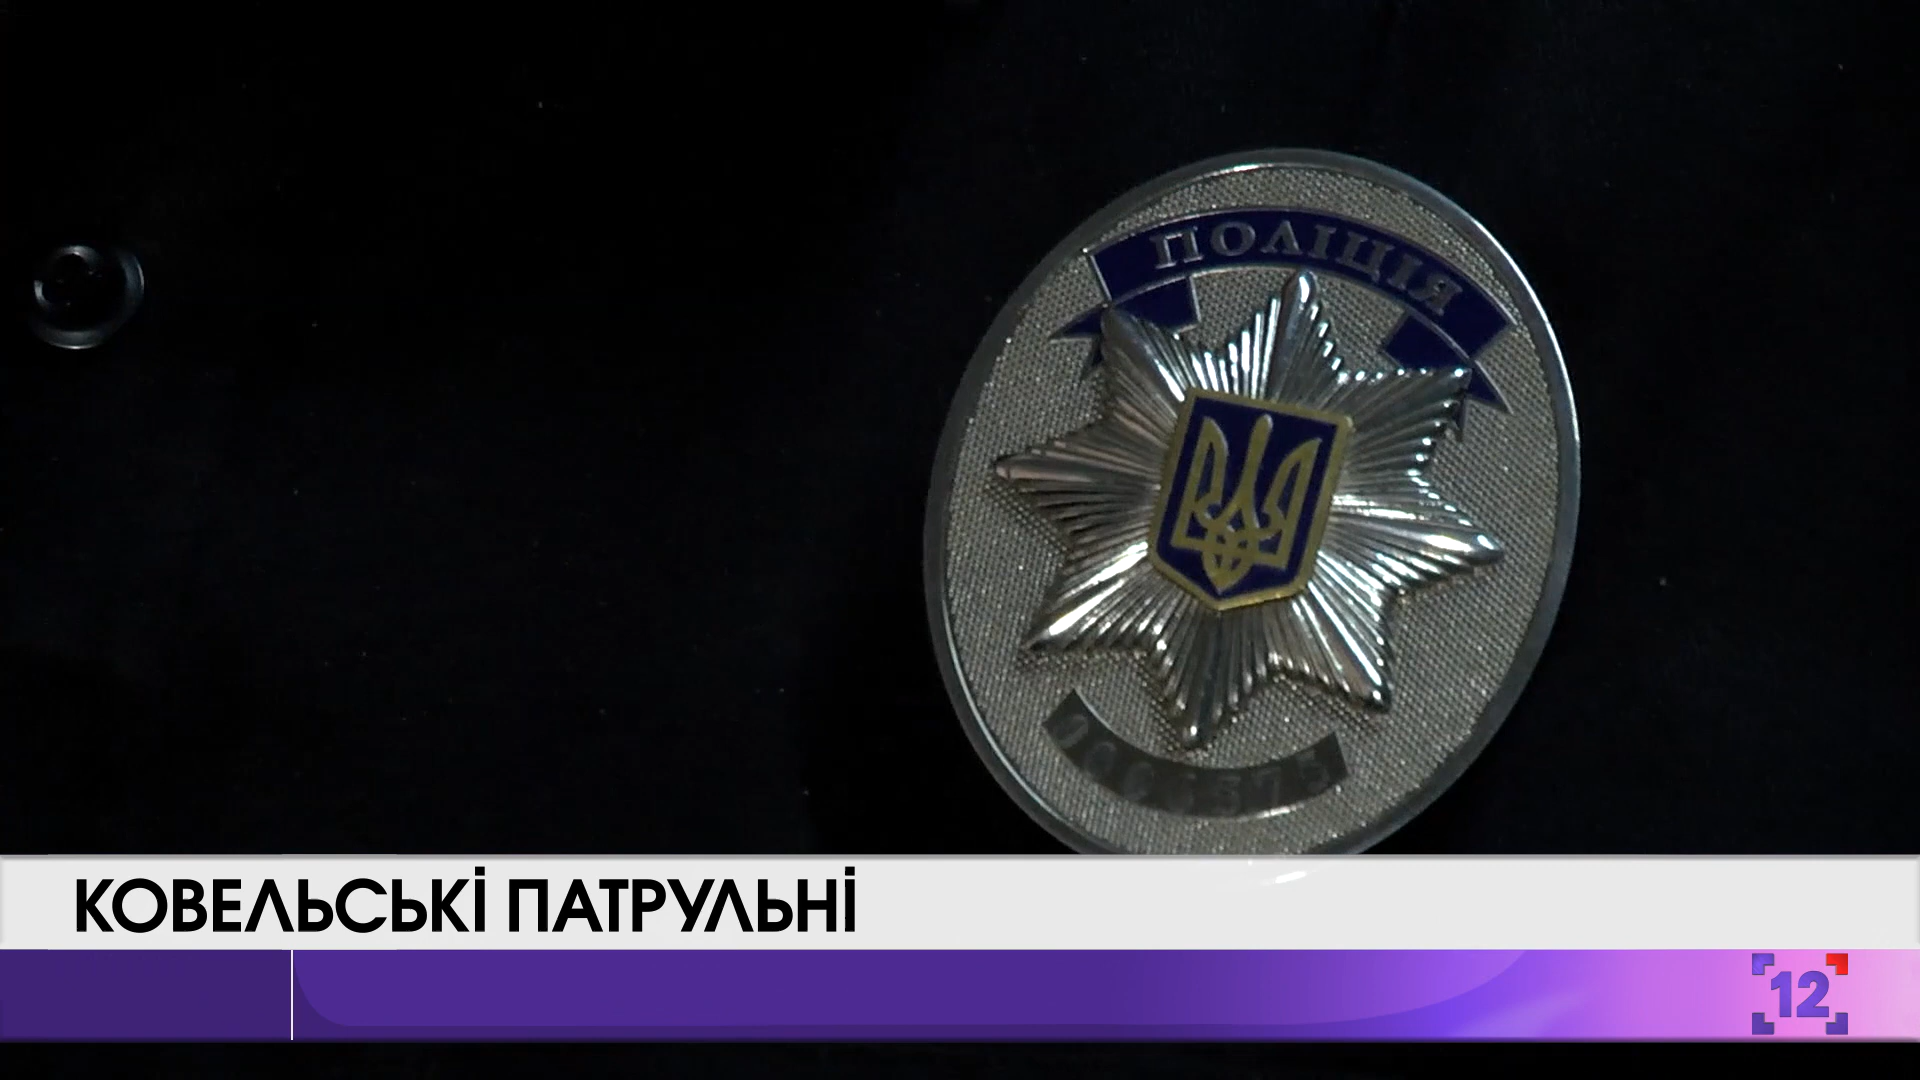 ПОЛІЦІЯ
КОВЕЛЬСЬКІ ПАТРУЛЬНІ
12